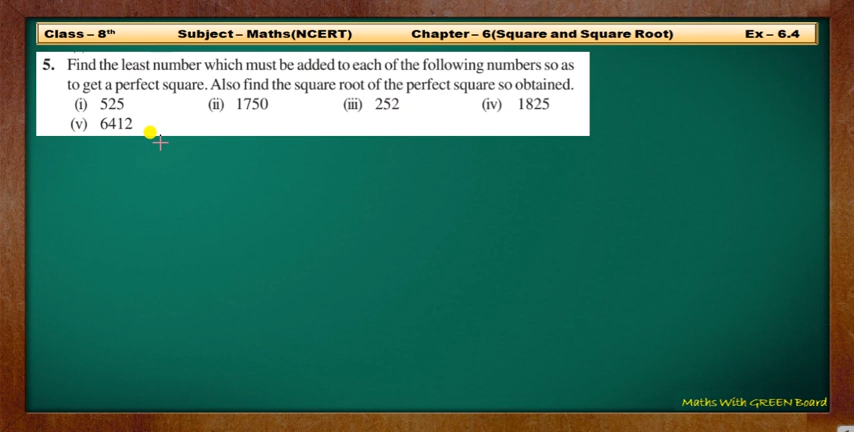 Class – 8th Subject – Maths(NCERT) Chapter – 6(Square and Square Root) Ex – 6.4
5. Find the least number which must be added to each of the following numbers so as
to get a perfect square. Also find the square root of the perfect square so obtained.
(i) 525 (ii) 1750 (iii) 252 (iv) 1825
(v) 6412
Maths With GREEN Board